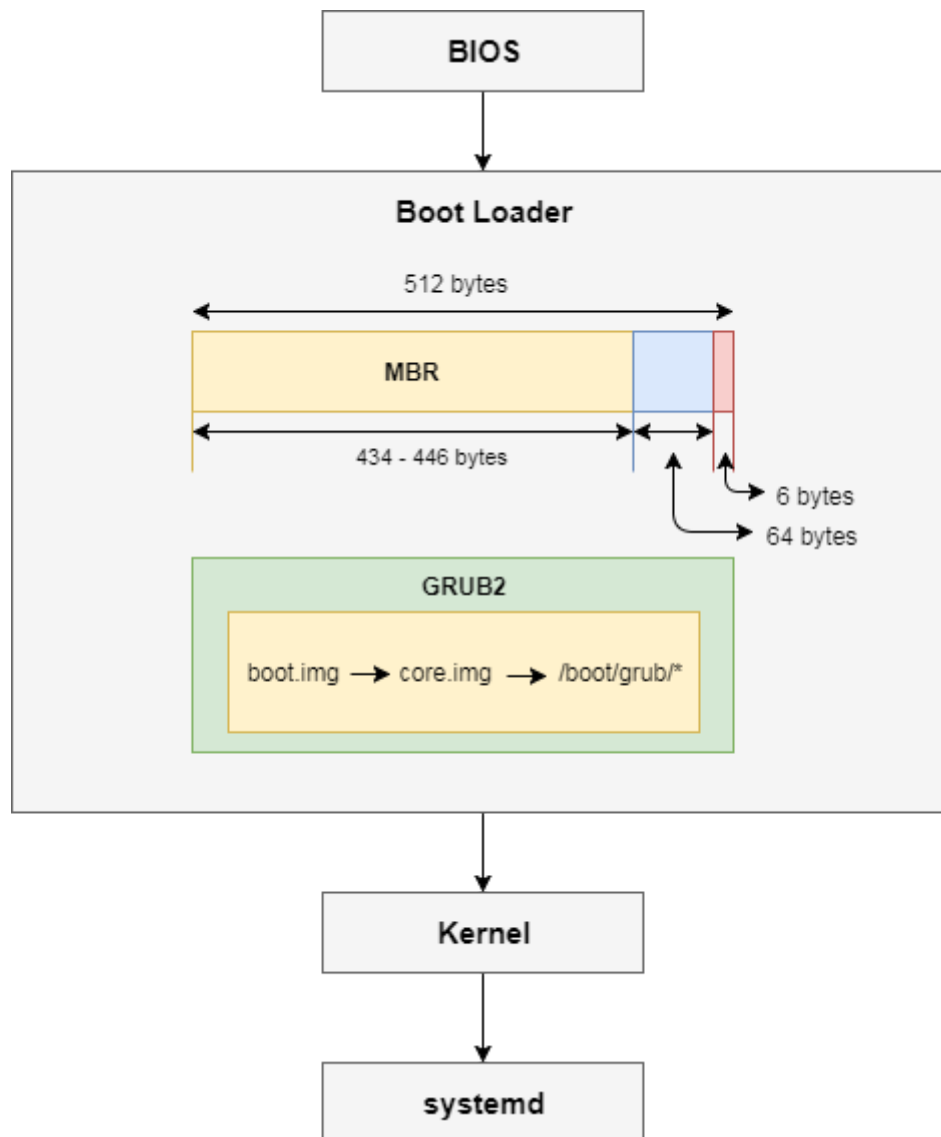 BIOS
Boot Loader
512 bytes
MBR
434 - 446 bytes
6 bytes
64 bytes
GRUB2
boot.img core.img /boot/grub/*
Kernel
systemd